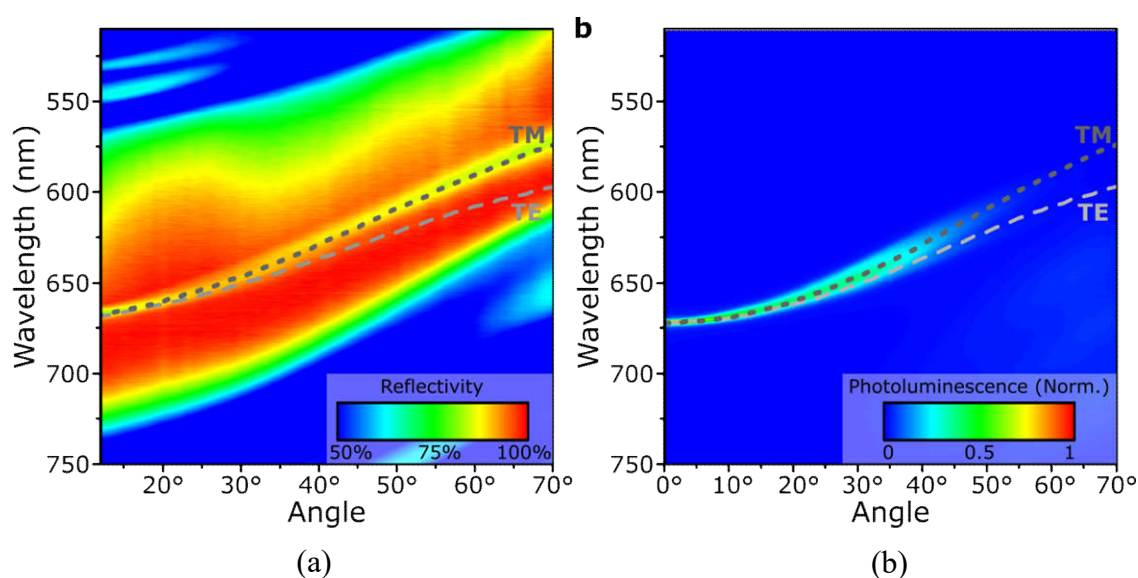 b
TM
TE
Wavelength (nm)
550
600
650
700
750
Reflectivity
50% 75% 100%
20° 30° 40° 50° 60° 70°
Angle
(a)
TM
TE
Wavelength (nm)
550
600
650
700
750
Photoluminescence (Norm.)
0 0.5 1
0° 10° 20° 30° 40° 50° 60° 70°
Angle
(b)